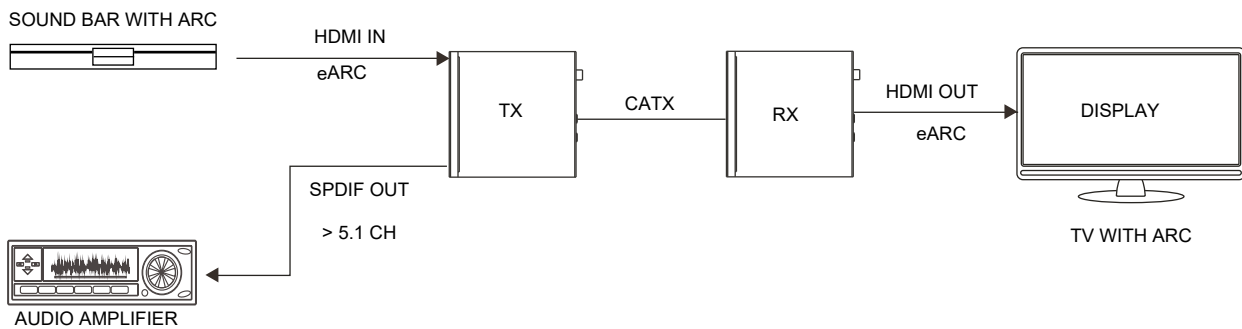 SOUND BAR WITH ARC
HDMI IN
eARC
TX
CATX
RX
HDMI OUT
eARC
DISPLAY
TV WITH ARC
SPDIF OUT
> 5.1 CH
AUDIO AMPLIFIER